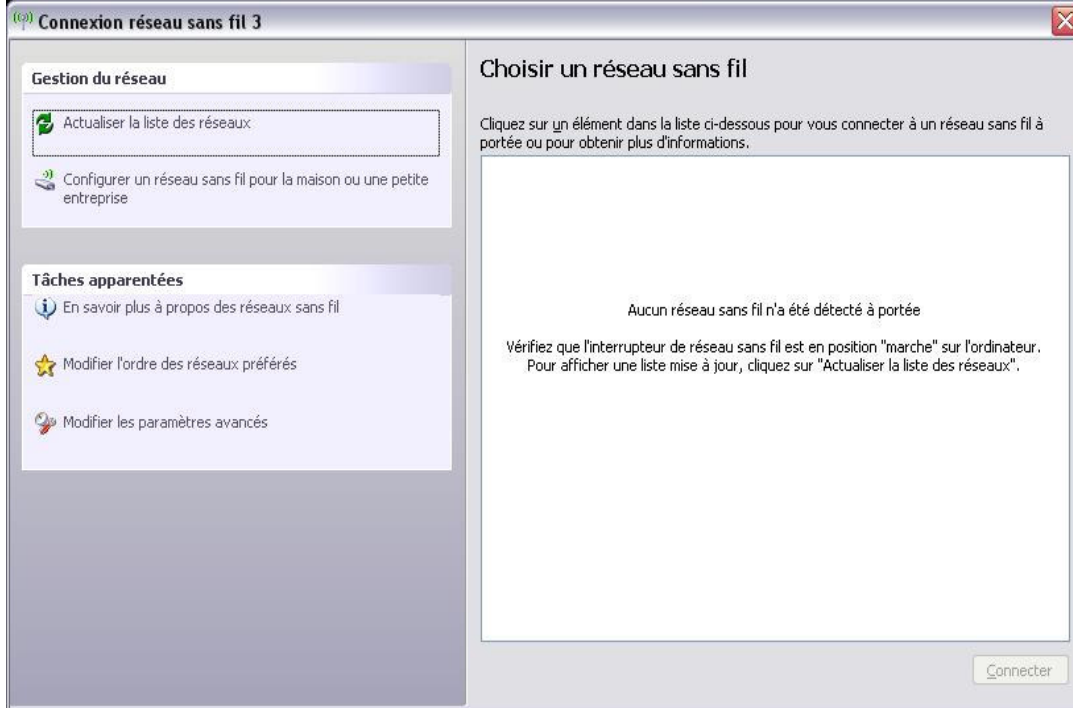 Connexion réseau sans fil 3
Gestion du réseau
Actualiser la liste des réseaux
Configurer un réseau sans fil pour la maison ou une petite
entreprise
Tâches apparentées
En savoir plus à propos des réseaux sans fil
Modifier l'ordre des réseaux préférés
Modifier les paramètres avancés
Choisir un réseau sans fil
Cliquez sur un élément dans la liste ci-dessous pour vous connecter à un réseau sans fil à
portée ou pour obtenir plus d'informations.
Aucun réseau sans fil n'a été détecté à portée
Vérifiez que l'interrupteur de réseau sans fil est en position "marche" sur l'ordinateur.
Pour afficher une liste mise à jour, cliquez sur "Actualiser la liste des réseaux".
Connecter